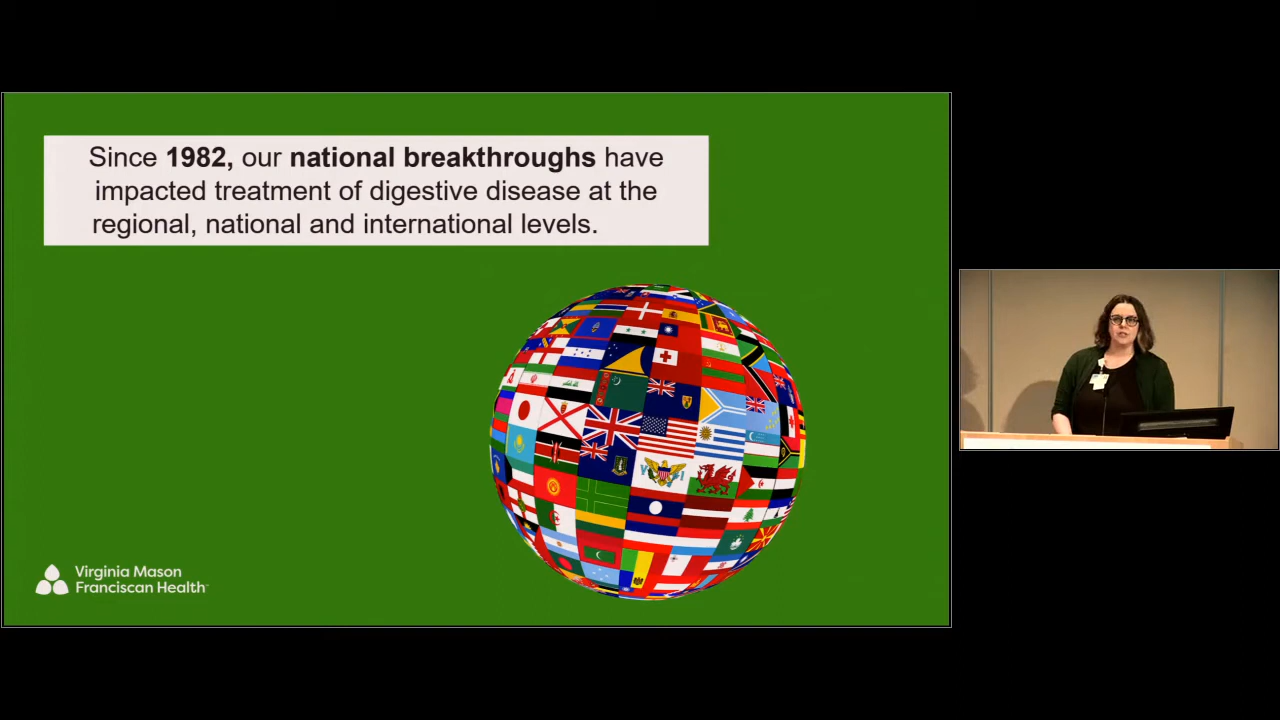 Since 1982, our national breakthroughs have
impacted treatment of digestive disease at the
regional, national and international levels.
Virginia Mason
Franciscan Health